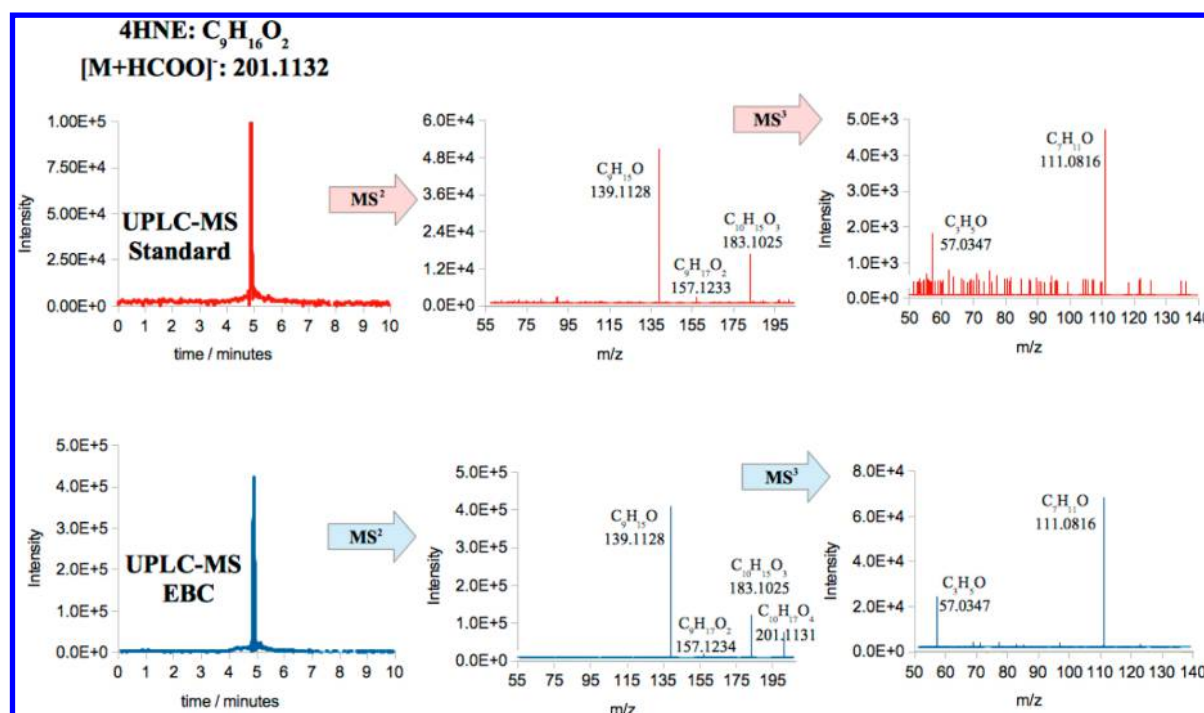 4HNE: C₉H₁₆O₂
[M+HCOO]⁻: 201.1132
1.00E+5
7.50E+4
5.00E+4
2.50E+4
0.00E+0
Intensity
UPLC-MS
Standard
0 1 2 3 4 5 6 7 8 9 10
time / minutes
MS²
6.0E+4
4.8E+4
3.6E+4
2.4E+4
1.2E+4
0.0E+0
Intensity
C₉H₁₅O
139.1128
C₁₀H₁₅O₃
183.1025
C₉H₁₇O₂
157.1233
55 75 95 115 135 155 175 195
m/z
MS³
5.0E+3
4.0E+3
3.0E+3
2.0E+3
1.0E+3
0.0E+0
Intensity
C₇H₁₁O
111.0816
C₃H₅O
57.0347
50 60 70 80 90 100 110 120 130 140
m/z
5.0E+5
4.0E+5
3.0E+5
2.0E+5
1.0E+5
0.0E+0
Intensity
UPLC-MS
EBC
0 1 2 3 4 5 6 7 8 9 10
time / minutes
MS²
5.0E+5
4.0E+5
3.0E+5
2.0E+5
1.0E+5
0.0E+0
Intensity
C₉H₁₅O
139.1128
C₁₀H₁₅O₃
183.1025
C₉H₁₇O₂
157.1234
C₁₀H₁₇O₄
201.1131
55 75 95 115 135 155 175 195
m/z
MS³
8.0E+4
6.0E+4
4.0E+4
2.0E+4
0.0E+0
Intensity
C₇H₁₁O
111.0816
C₃H₅O
57.0347
50 60 70 80 90 100 110 120 130 140
m/z